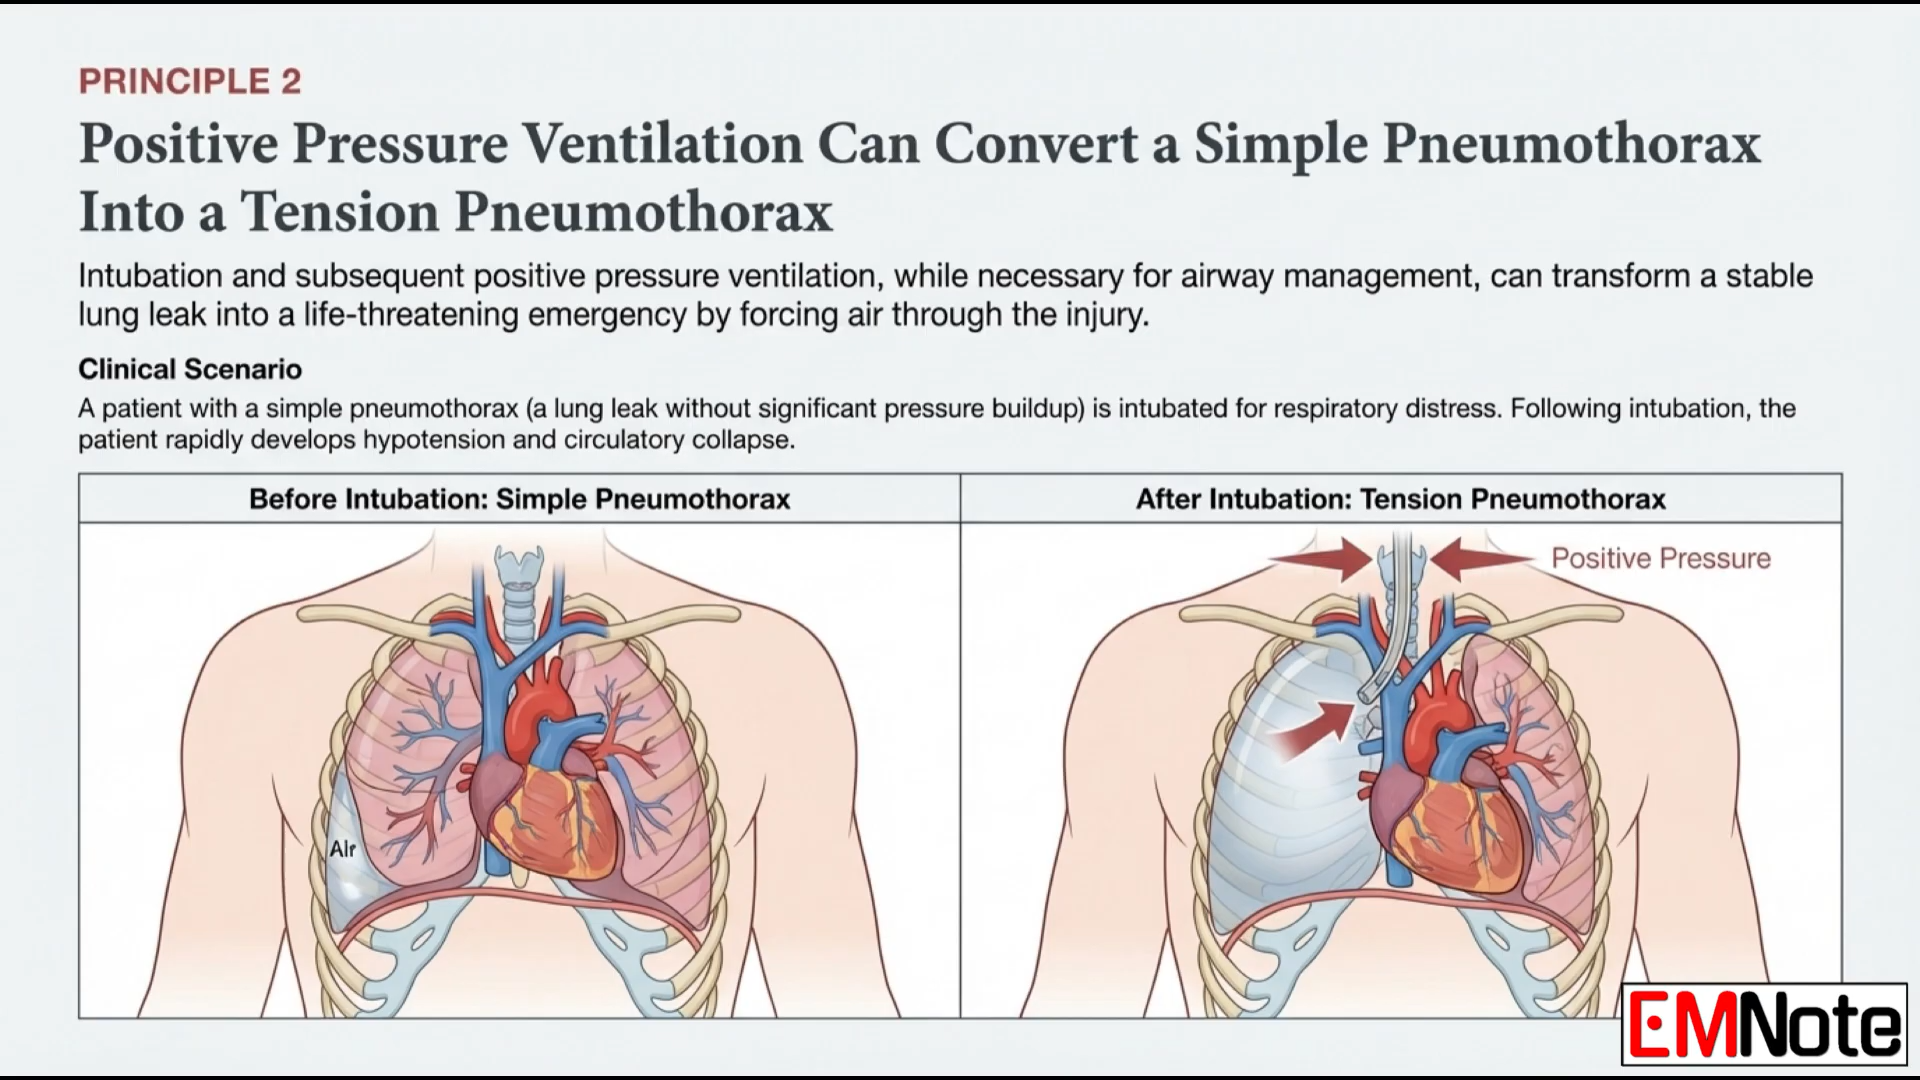 PRINCIPLE 2
Positive Pressure Ventilation Can Convert a Simple Pneumothorax
Into a Tension Pneumothorax
Intubation and subsequent positive pressure ventilation, while necessary for airway management, can transform a stable
lung leak into a life-threatening emergency by forcing air through the injury.
Clinical Scenario
A patient with a simple pneumothorax (a lung leak without significant pressure buildup) is intubated for respiratory distress. Following intubation, the
patient rapidly develops hypotension and circulatory collapse.
Before Intubation: Simple Pneumothorax
After Intubation: Tension Pneumothorax
Positive Pressure
Air
EMNote